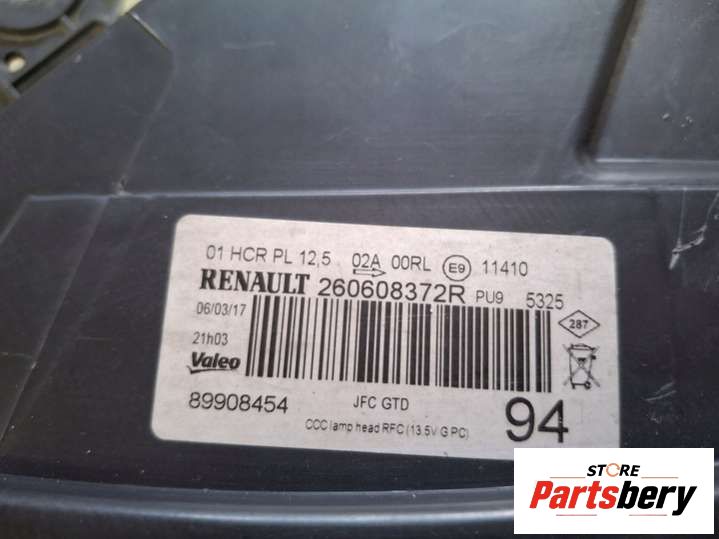 01 HCR PL 12,5 02A 00RL E9 11410
RENAULT 260608372R PU9 5325
06/03/17
287
21h03
Valeo
89908454 JFC GTD
CCC lamp head RFC (13.5V G PC) 94
STORE
Partsbery